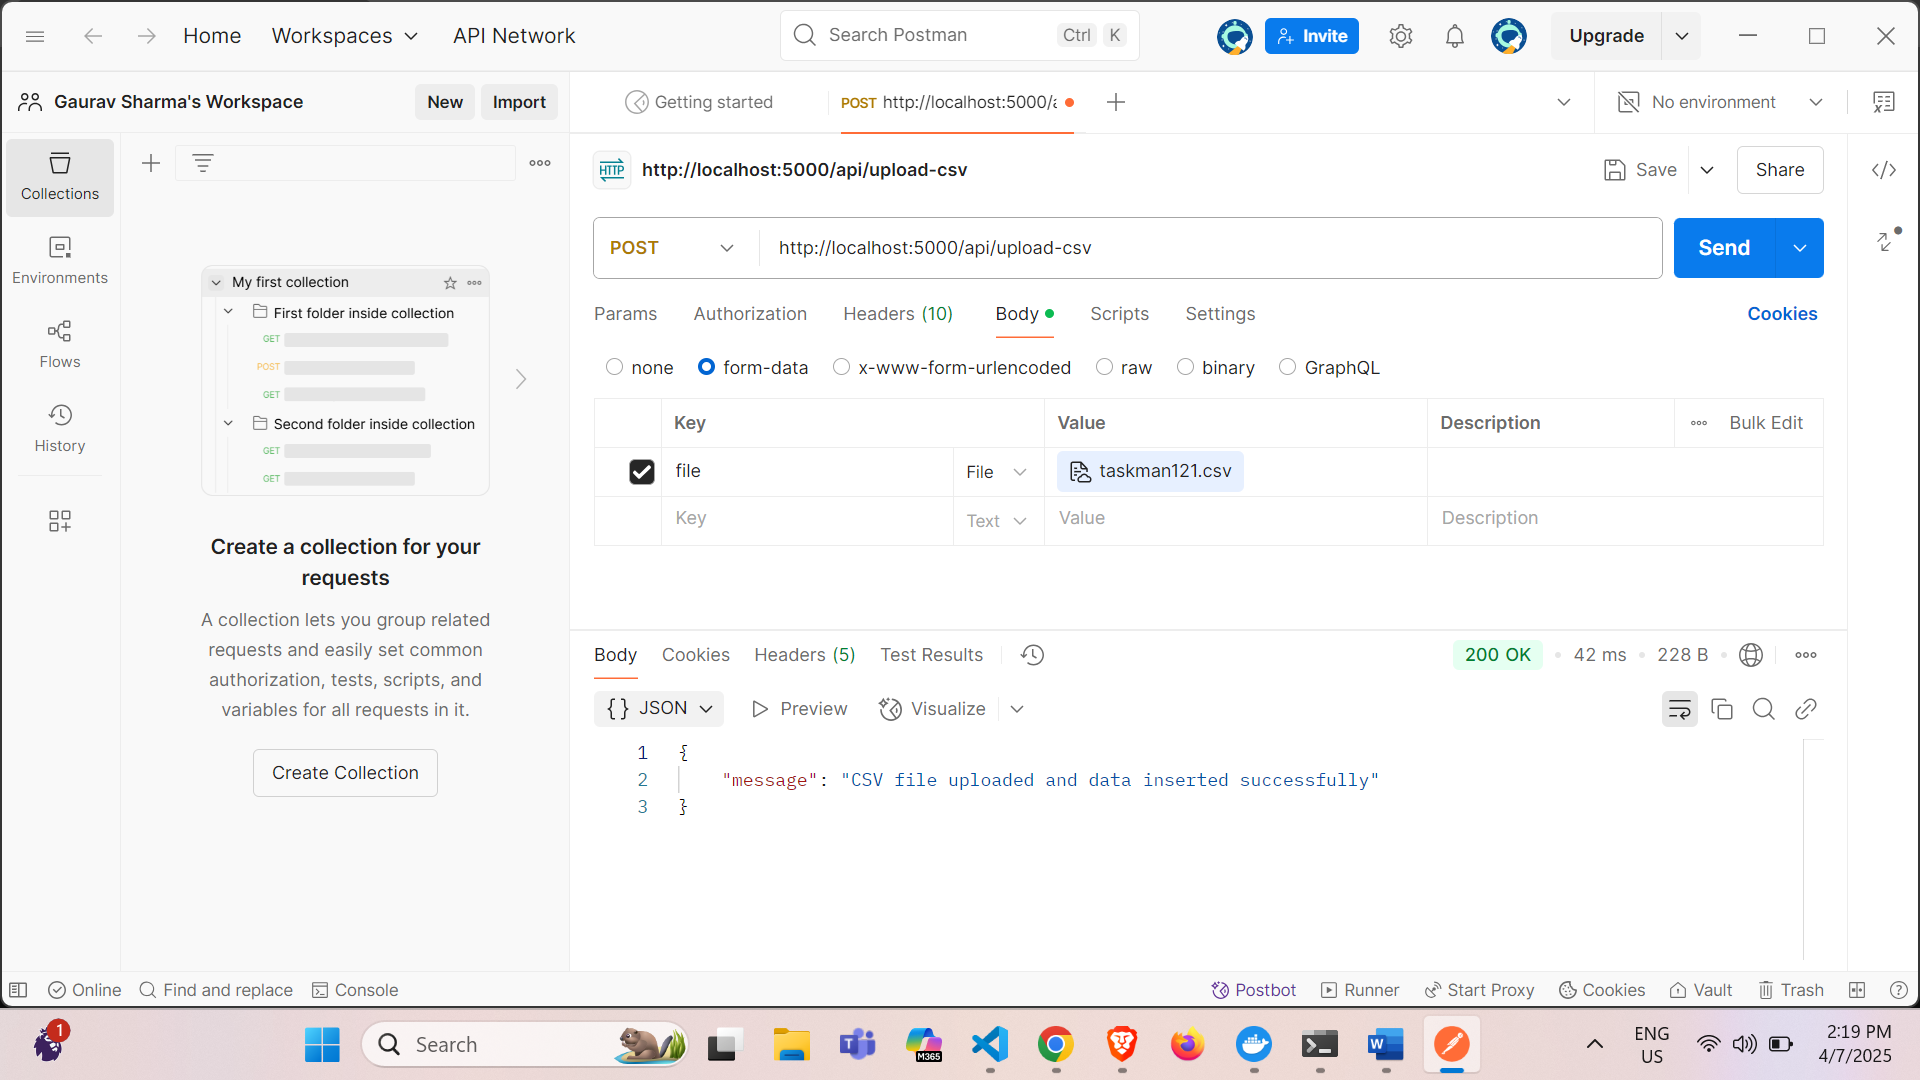 Home Workspaces API Network Search Postman Ctrl K Invite Upgrade
Gaurav Sharma's Workspace New Import Getting started POST http://localhost:5000/a No environment
Collections
Environments
Flows
History
My first collection
First folder inside collection
GET
POST
GET
Second folder inside collection
GET
GET
Create a collection for your
requests
A collection lets you group related
requests and easily set common
authorization, tests, scripts, and
variables for all requests in it.
Create Collection
HTTP http://localhost:5000/api/upload-csv Save Share
POST http://localhost:5000/api/upload-csv Send
Params Authorization Headers (10) Body Scripts Settings Cookies
none form-data x-www-form-urlencoded raw binary GraphQL
Key Value Description Bulk Edit
file File taskman121.csv
Key Text Value Description
Body Cookies Headers (5) Test Results 200 OK 42 ms 228 B
{} JSON Preview Visualize
1 {
2 "message": "CSV file uploaded and data inserted successfully"
3 }
Online Find and replace Console Postbot Runner Start Proxy Cookies Vault Trash
1 Search M365 ENG
US
2:19 PM
4/7/2025